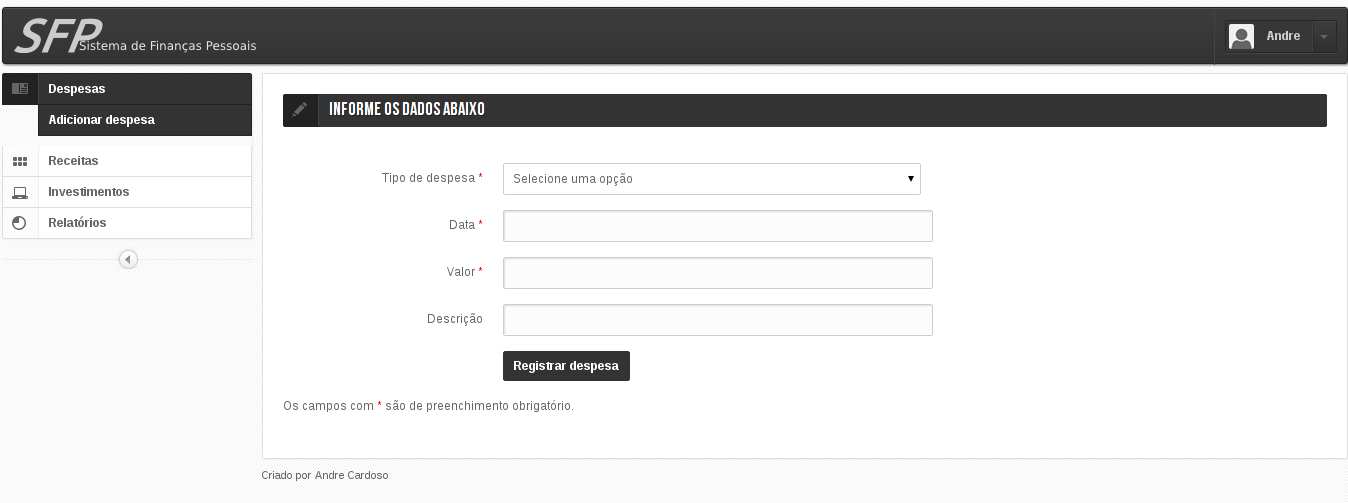 SFP Sistema de Finanças Pessoais
Andre
Despesas
Adicionar despesa
Receitas
Investimentos
Relatórios
INFORME OS DADOS ABAIXO
Tipo de despesa *
Selecione uma opção
Data *
Valor *
Descrição
Registrar despesa
Os campos com * são de preenchimento obrigatório.
Criado por Andre Cardoso